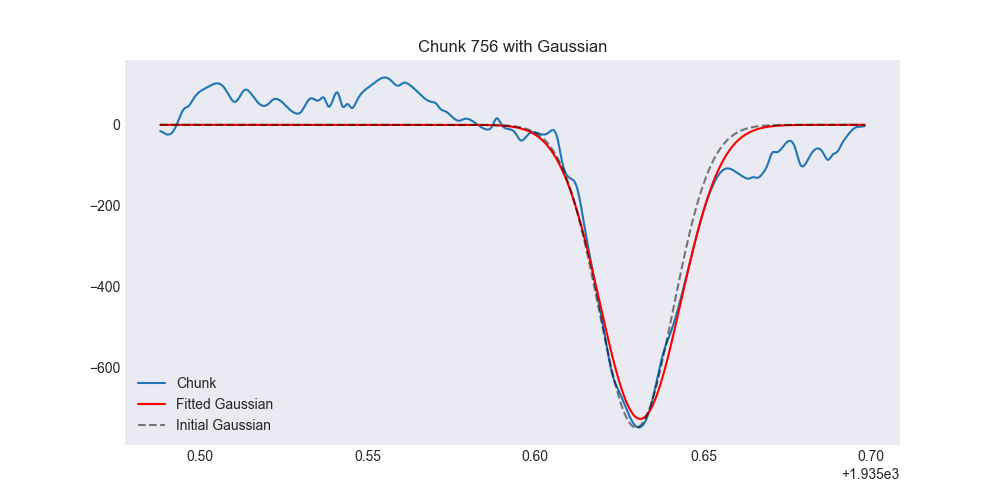 Chunk 756 with Gaussian
0
−200
−400
−600
Chunk
Fitted Gaussian
Initial Gaussian
0.50 0.55 0.60 0.65 0.70
+1.935e3